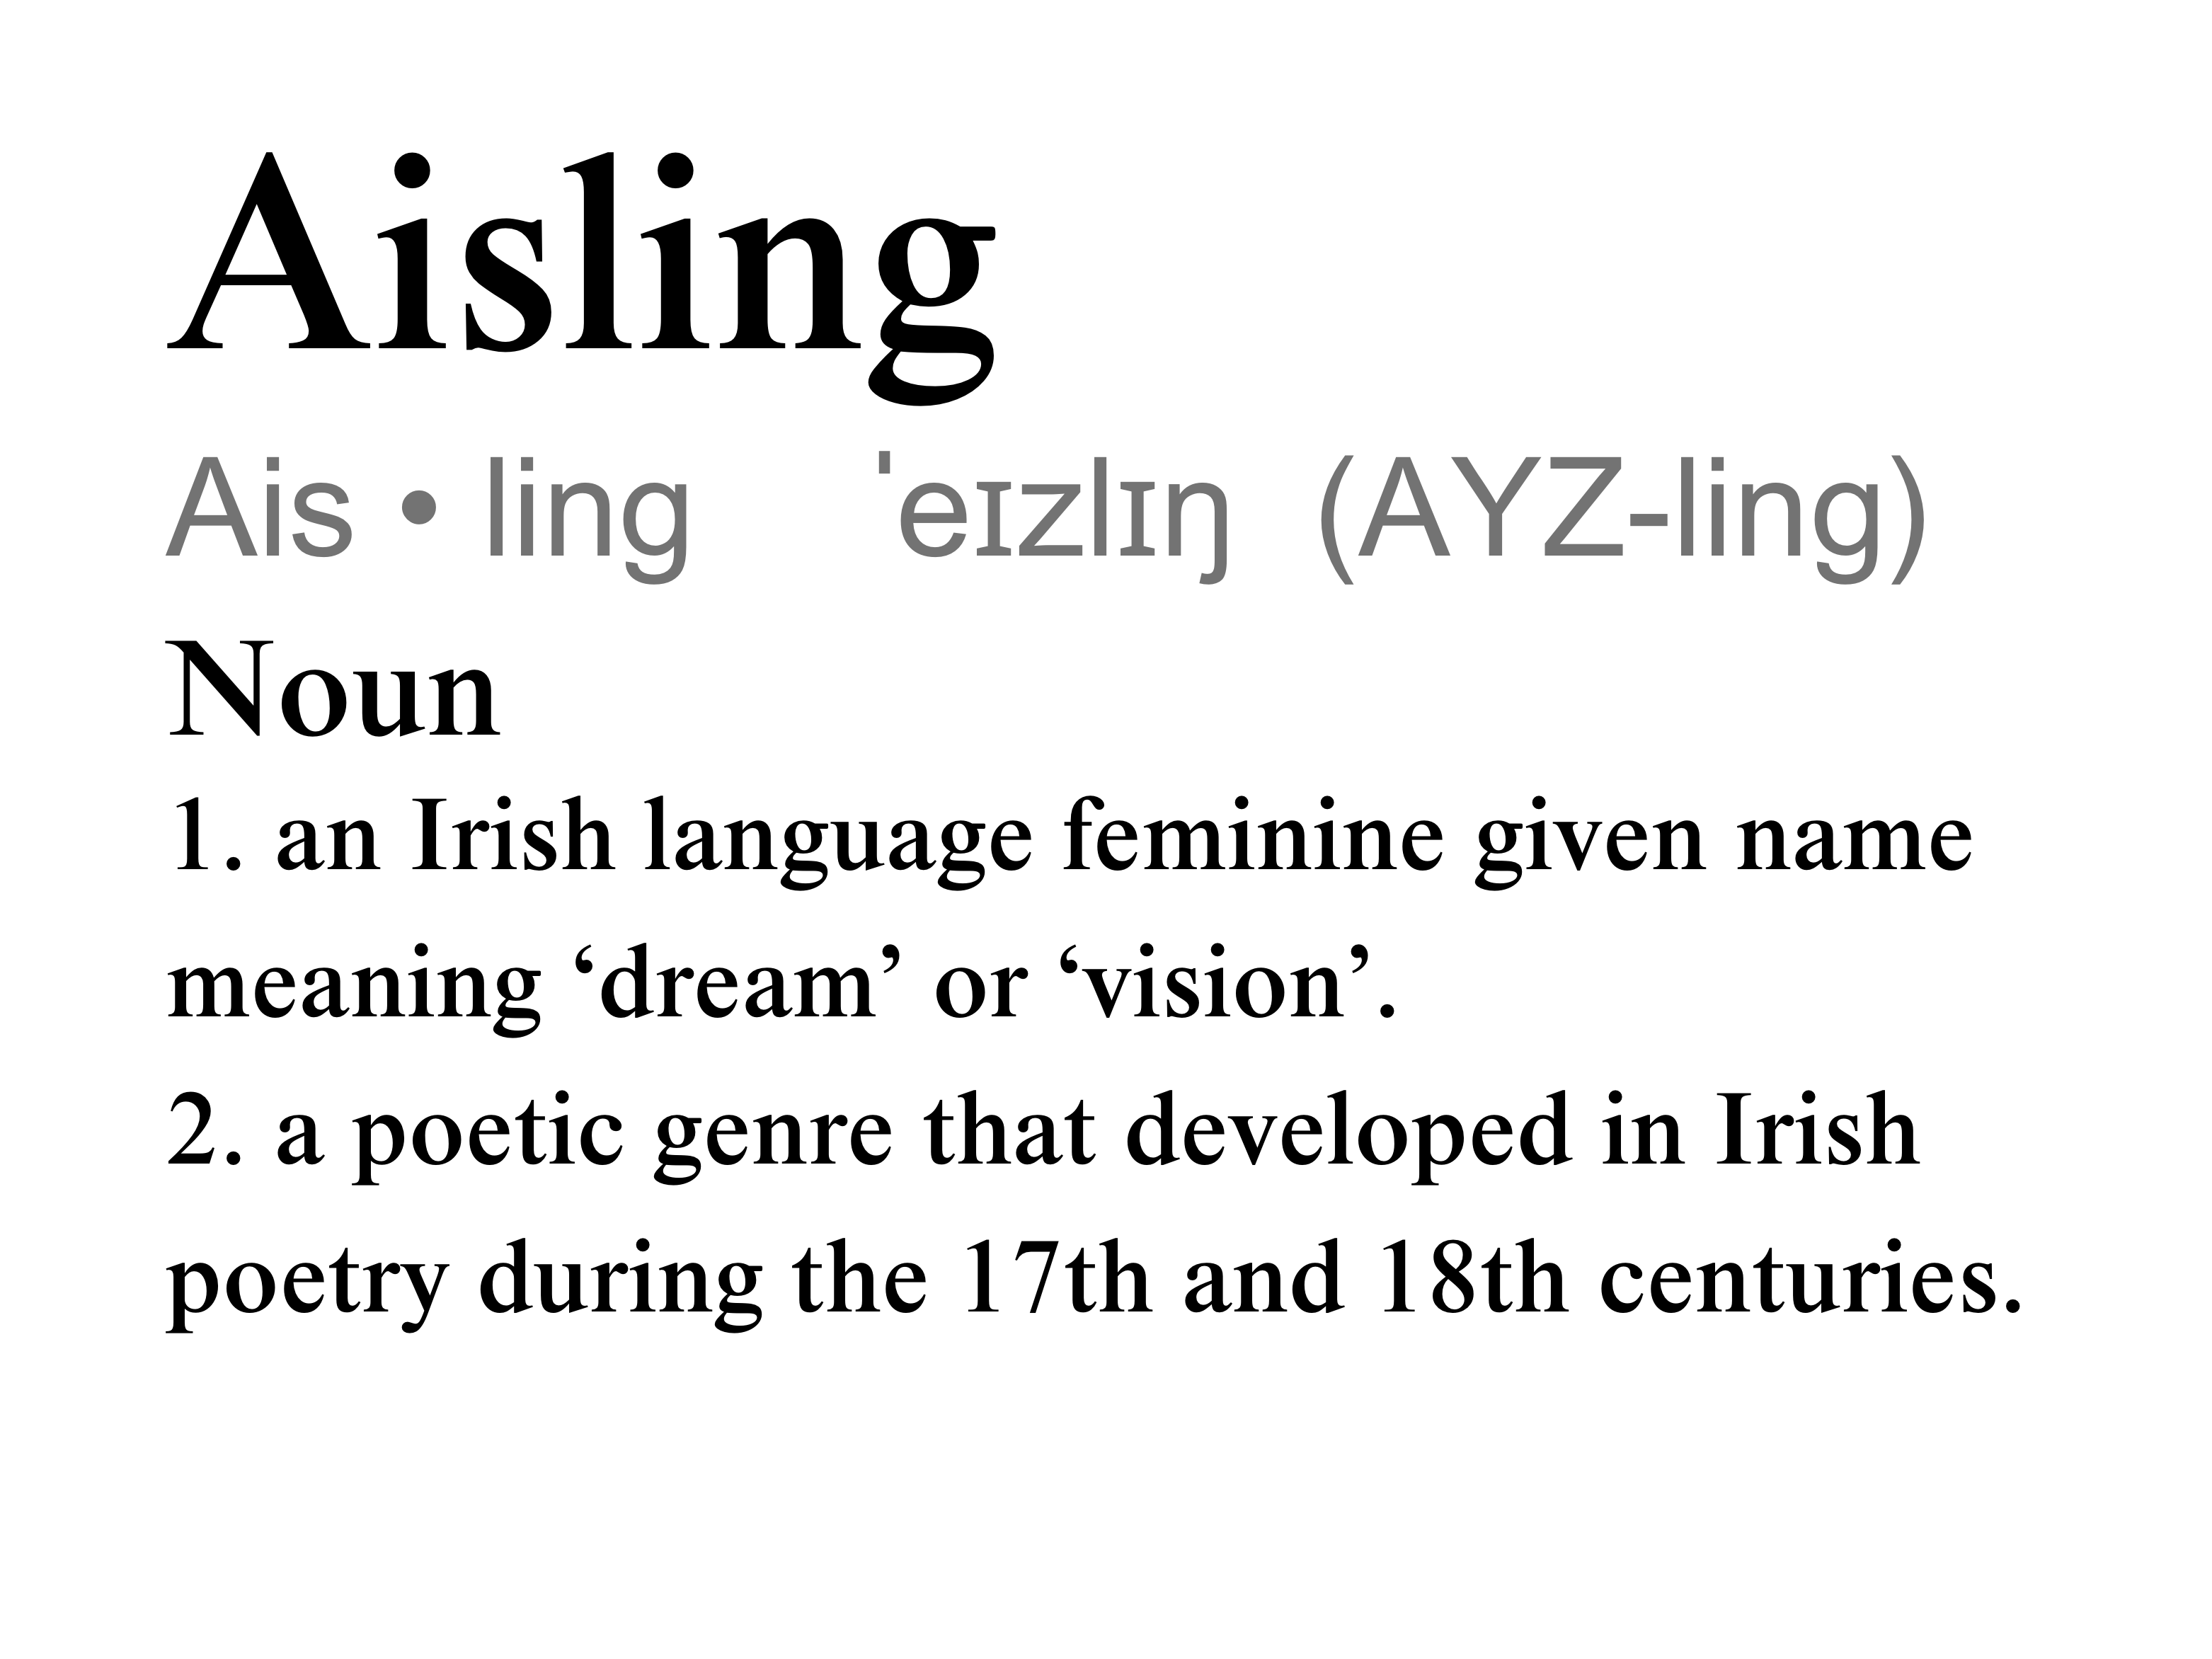 Aisling
Ais • ling ˈeɪzlɪŋ (AYZ-ling)
Noun
1. an Irish language feminine given name
meaning ‘dream’ or ‘vision’.
2. a poetic genre that developed in Irish
poetry during the 17th and 18th centuries.